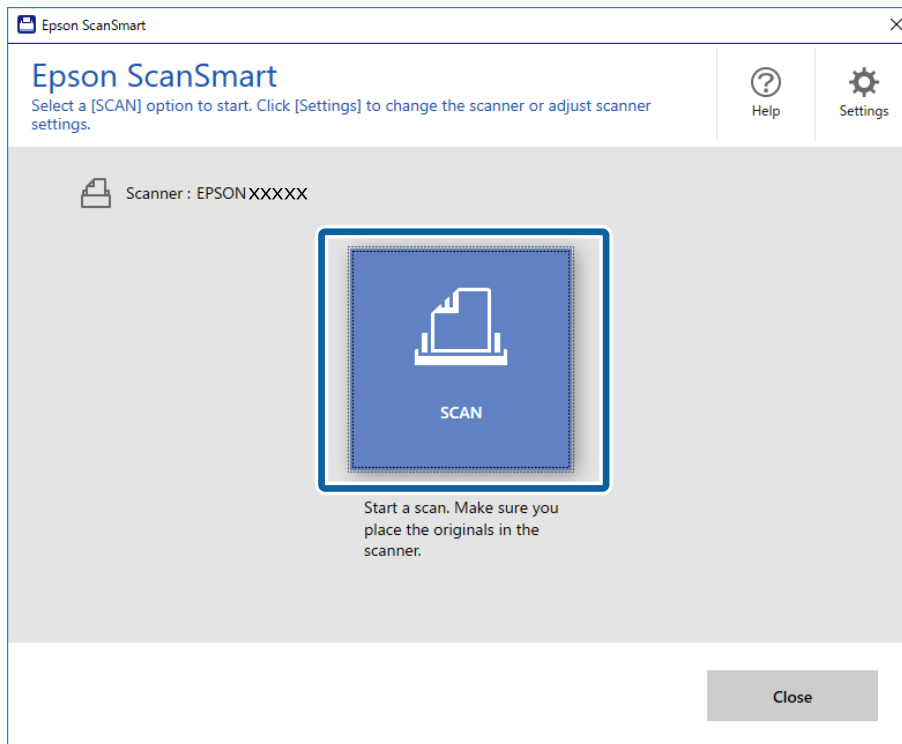 Epson ScanSmart
Epson ScanSmart
Select a [SCAN] option to start. Click [Settings] to change the scanner or adjust scanner
settings.
Help
Settings
Scanner : EPSON XXXXX
SCAN
Start a scan. Make sure you
place the originals in the
scanner.
Close